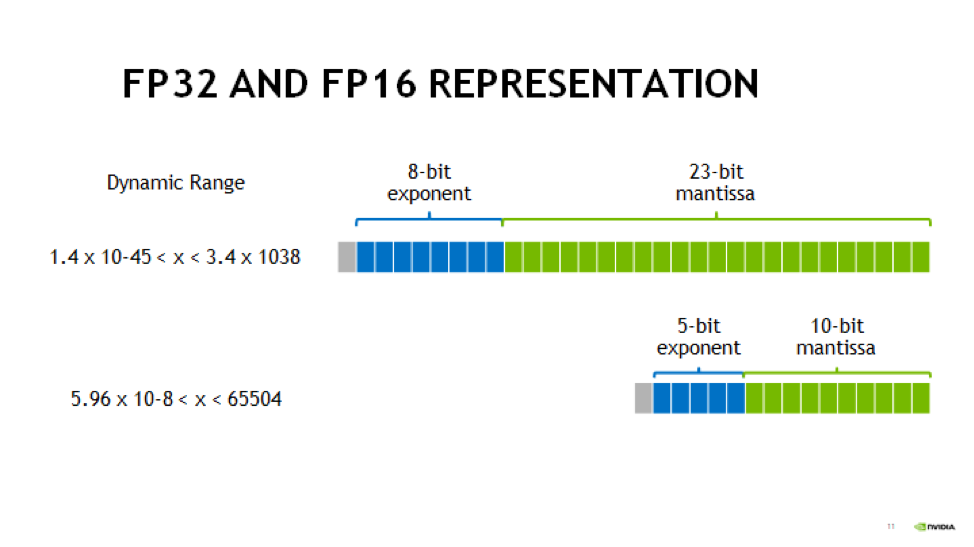 FP32 AND FP16 REPRESENTATION
Dynamic Range
8-bit
exponent
23-bit
mantissa
1.4 x 10-45 < x < 3.4 x 1038
5-bit
exponent
10-bit
mantissa
5.96 x 10-8 < x < 65504
11
NVIDIA.